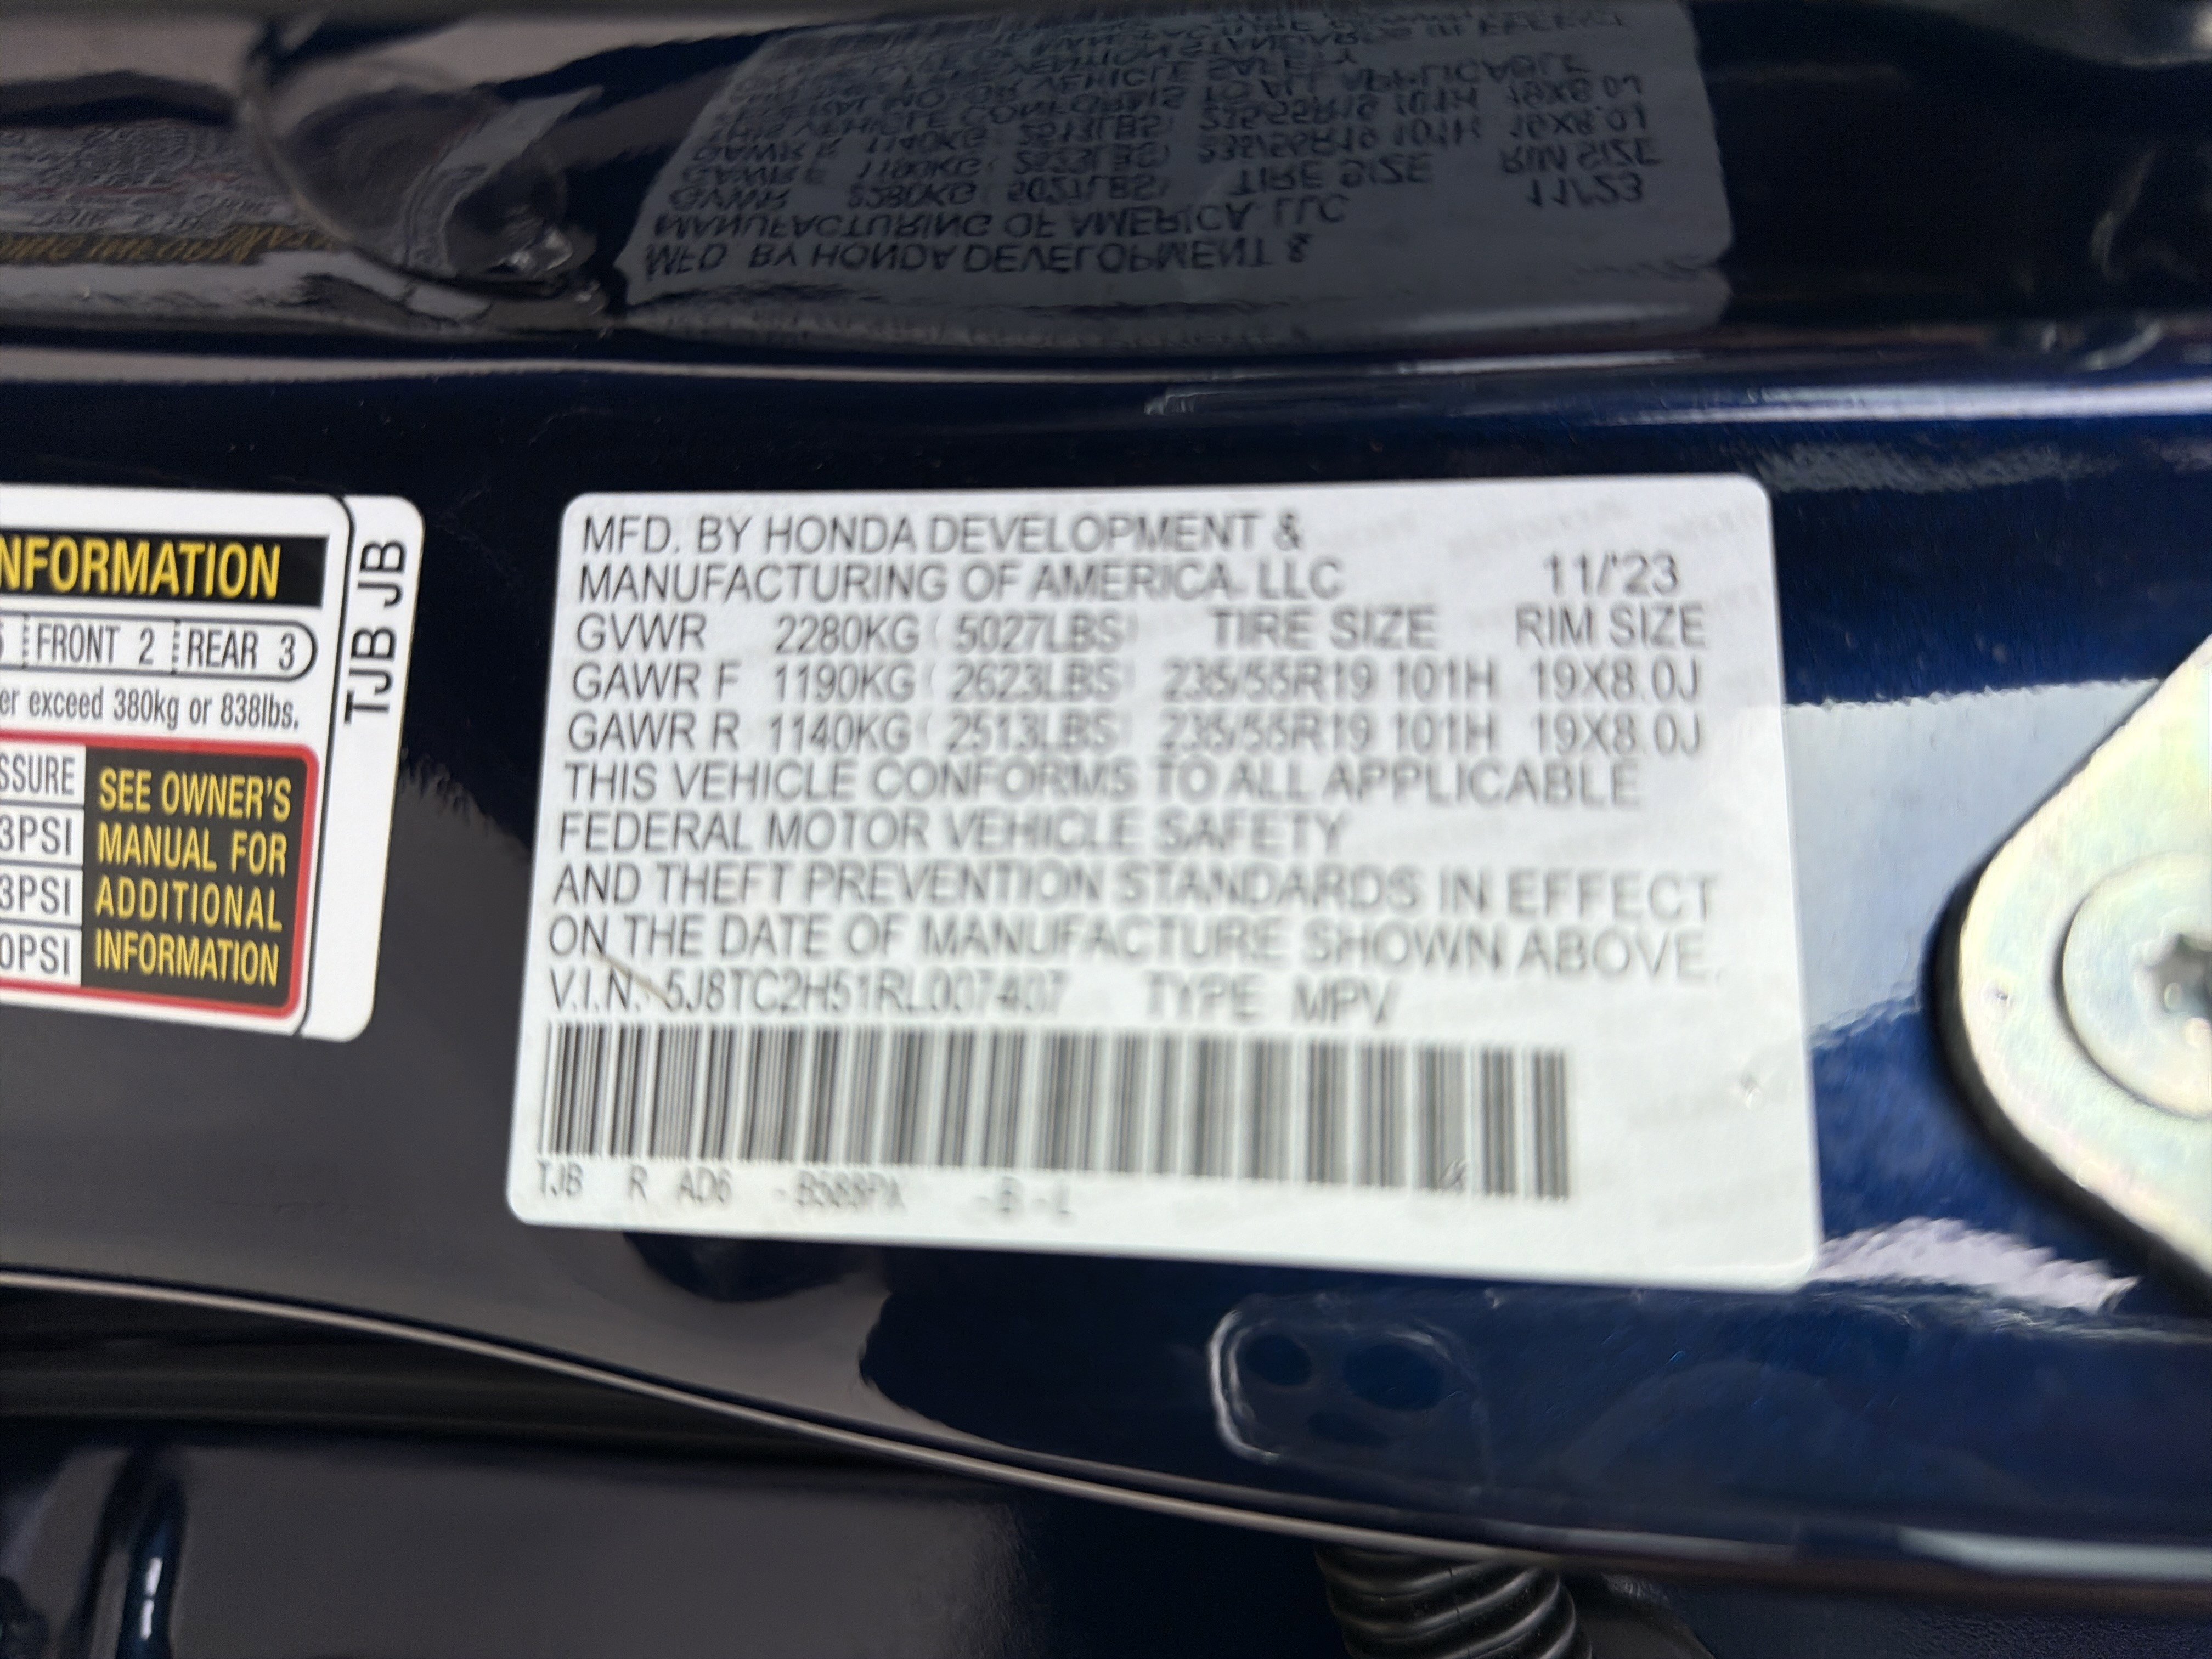 NFORMATION
FRONT 2 REAR 3
er exceed 380kg or 838lbs.
SSURE
3PSI
3PSI
0PSI
SEE OWNER'S
MANUAL FOR
ADDITIONAL
INFORMATION
TJB JB
MFD. BY HONDA DEVELOPMENT &
MANUFACTURING OF AMERICA, LLC 11/'23
GVWR 2280KG ( 5027LBS) TIRE SIZE RIM SIZE
GAWR F 1190KG ( 2623LBS) 235/55R19 101H 19X8.0J
GAWR R 1140KG ( 2513LBS) 235/55R19 101H 19X8.0J
THIS VEHICLE CONFORMS TO ALL APPLICABLE
FEDERAL MOTOR VEHICLE SAFETY
AND THEFT PREVENTION STANDARDS IN EFFECT
ON THE DATE OF MANUFACTURE SHOWN ABOVE.
V.I.N. 5J8TC2H51RL007407 TYPE MPV
TJB R AD6 -B588PX -B -L